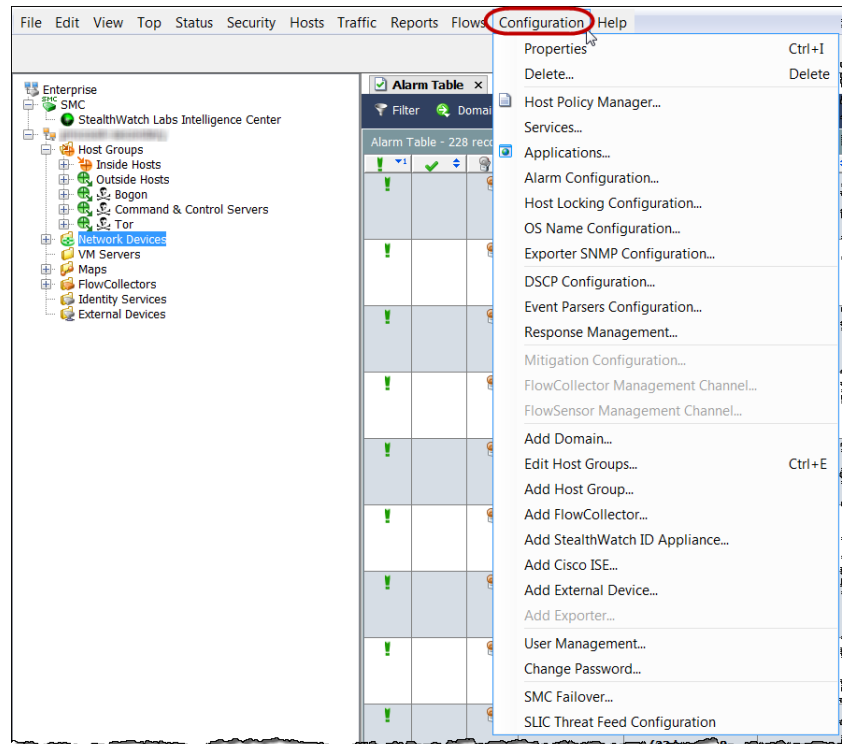 File Edit View Top Status Security Hosts Traffic Reports Flows Configuration Help
Enterprise
SMC
SMC
StealthWatch Labs Intelligence Center
Host Groups
Inside Hosts
Outside Hosts
Bogon
Command & Control Servers
Tor
Network Devices
VM Servers
Maps
FlowCollectors
Identity Services
External Devices
Alarm Table ×
Filter
Alarm Table - 228
1
Properties Ctrl+I
Delete... Delete
Host Policy Manager...
Services...
Applications...
Alarm Configuration...
Host Locking Configuration...
OS Name Configuration...
Exporter SNMP Configuration...
DSCP Configuration...
Event Parsers Configuration...
Response Management...
Mitigation Configuration...
FlowCollector Management Channel...
FlowSensor Management Channel...
Add Domain...
Edit Host Groups... Ctrl+E
Add Host Group...
Add FlowCollector...
Add StealthWatch ID Appliance...
Add Cisco ISE...
Add External Device...
Add Exporter...
User Management...
Change Password...
SMC Failover...
SLIC Threat Feed Configuration